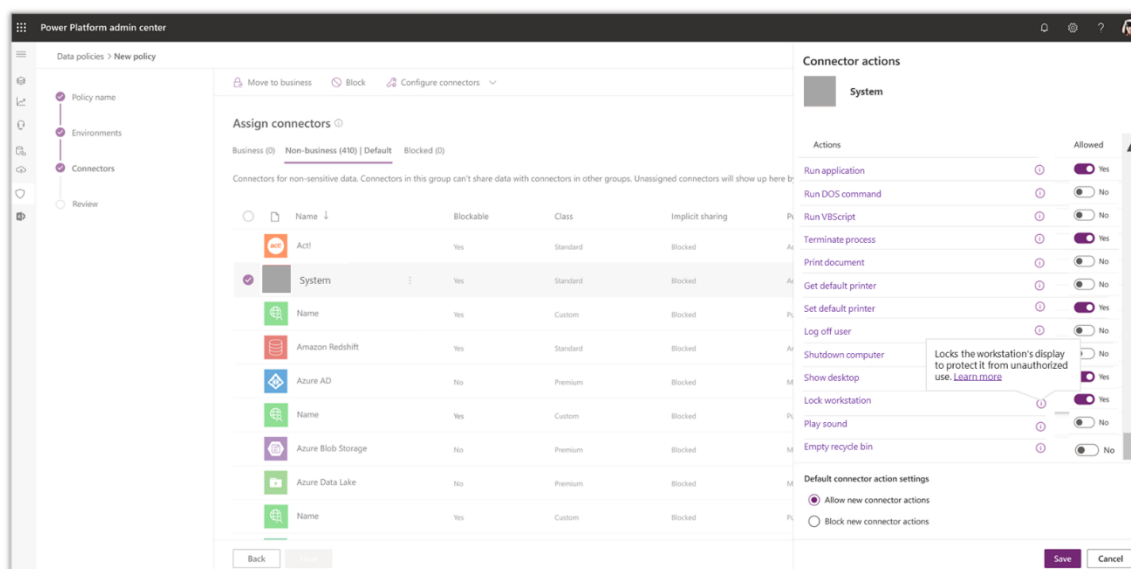 Power Platform admin center
Data policies > New policy
Policy name
Environments
Connectors
Review
Move to business Block Configure connectors
Assign connectors
Business (0) Non-business (410) | Default Blocked (0)
Connectors for non-sensitive data. Connectors in this group can't share data with connectors in other groups. Unassigned connectors will show up here by
Name ↓ Blockable Class Implicit sharing
Act! Yes Standard Blocked
System Yes Standard Blocked
Name Yes Custom Blocked
Amazon Redshift Yes Standard Blocked
Azure AD No Premium Blocked
Name Yes Custom Blocked
Azure Blob Storage No Premium Blocked
Azure Data Lake No Premium Blocked
Name Yes Custom Blocked
Back
Connector actions
System
Actions Allowed
Run application Yes
Run DOS command No
Run VBScript No
Terminate process Yes
Print document No
Get default printer No
Set default printer Yes
Log off user No
Shutdown computer No
Show desktop Yes
Locks the workstation's display
to protect it from unauthorized
use. Learn more
Lock workstation Yes
Play sound No
Empty recycle bin No
Default connector action settings
Allow new connector actions
Block new connector actions
Save Cancel